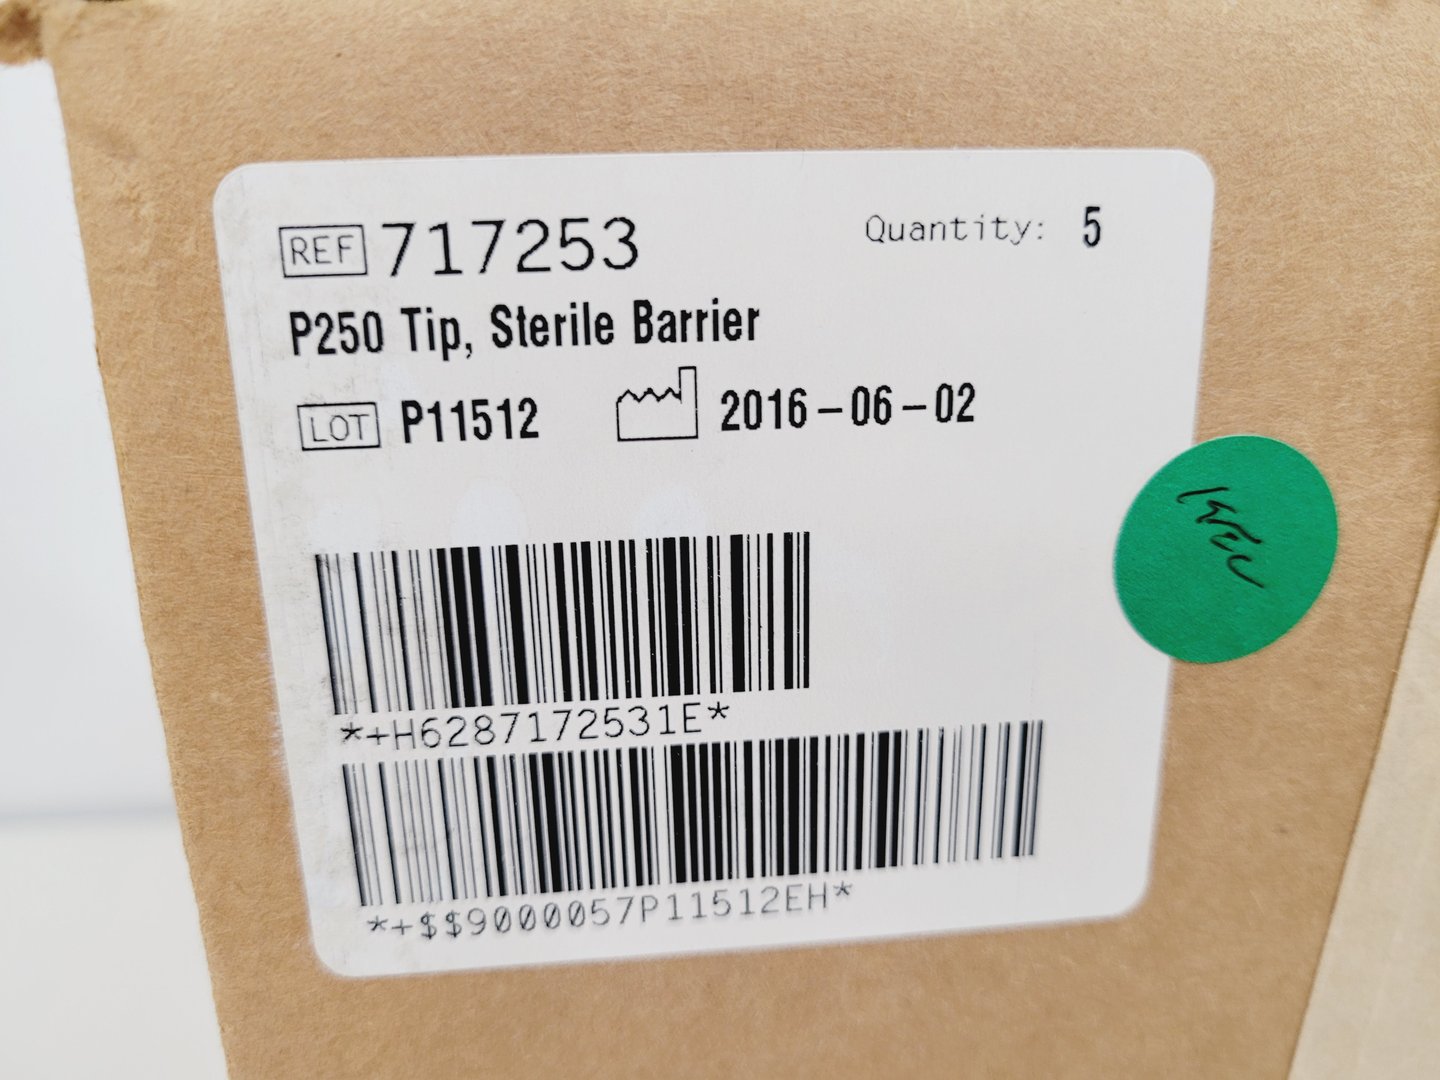 REF 717253 Quantity: 5
P250 Tip, Sterile Barrier
LOT P11512 2016-06-02
*+H6287172531E*
*+$$9000057P11512EH*